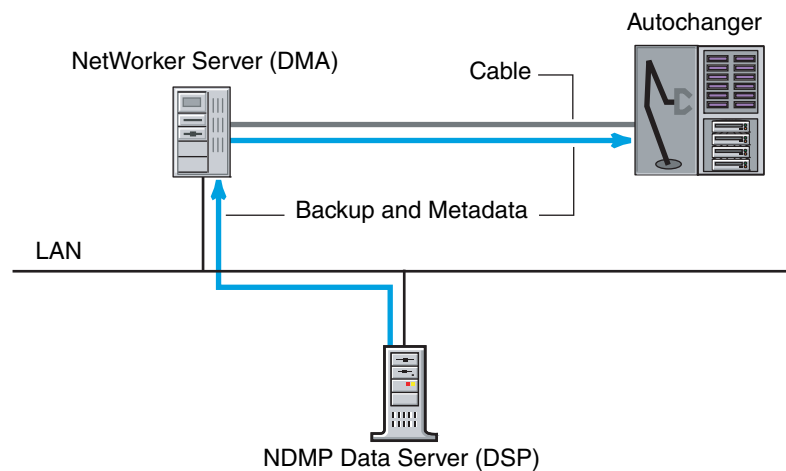 Autochanger
NetWorker Server (DMA)
Cable
Backup and Metadata
LAN
NDMP Data Server (DSP)